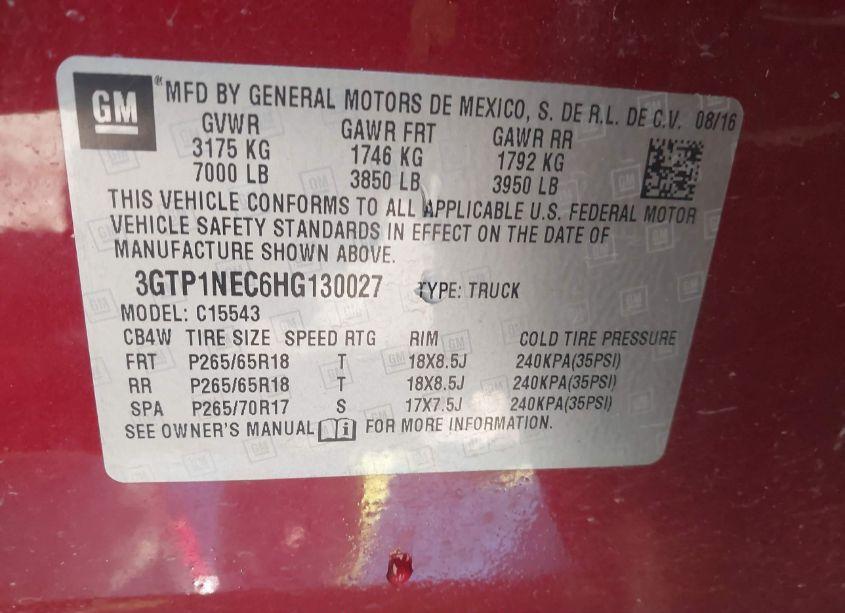 GM ® MFD BY GENERAL MOTORS DE MEXICO, S. DE R.L. DE C.V. 08/16
GVWR GAWR FRT GAWR RR
3175 KG 1746 KG 1792 KG
7000 LB 3850 LB 3950 LB
THIS VEHICLE CONFORMS TO ALL APPLICABLE U.S. FEDERAL MOTOR
VEHICLE SAFETY STANDARDS IN EFFECT ON THE DATE OF
MANUFACTURE SHOWN ABOVE.
3GTP1NEC6HG130027 TYPE: TRUCK
MODEL: C15543
CB4W TIRE SIZE SPEED RTG RIM COLD TIRE PRESSURE
FRT P265/65R18 T 18X8.5J 240KPA(35PSI)
RR P265/65R18 T 18X8.5J 240KPA(35PSI)
SPA P265/70R17 S 17X7.5J 240KPA(35PSI)
SEE OWNER'S MANUAL FOR MORE INFORMATION.